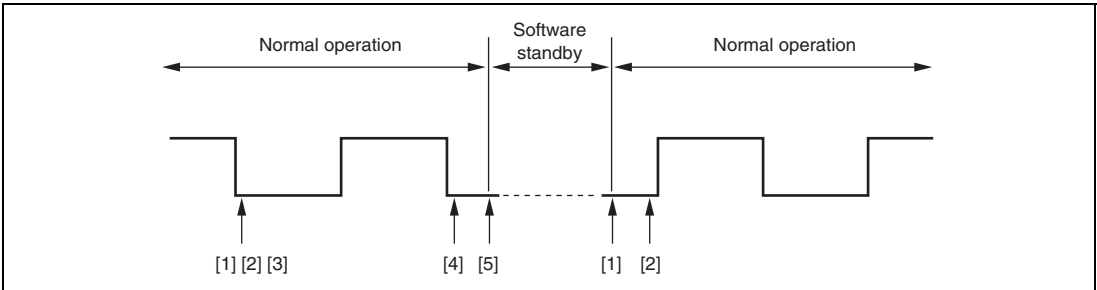 Software
standby
Normal operation
Normal operation
[1] [2] [3]
[4]
[5]
[1]
[2]